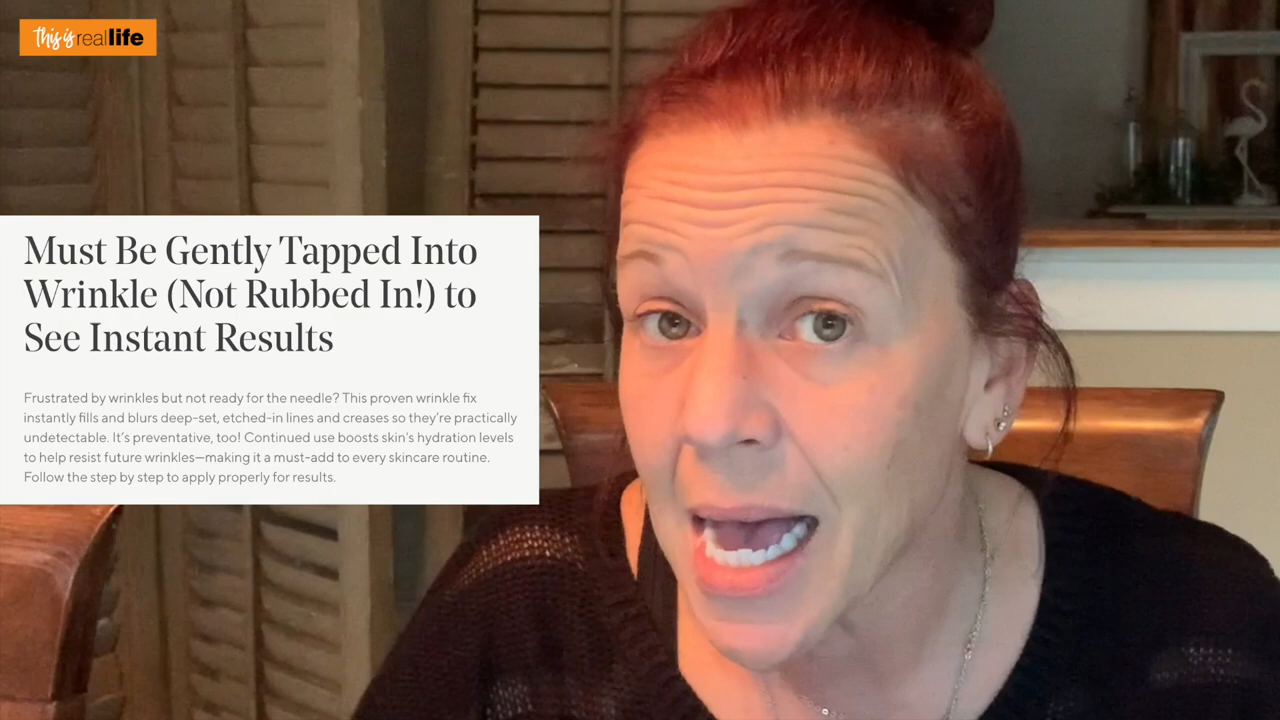 this is real life
Must Be Gently Tapped Into
Wrinkle (Not Rubbed In!) to
See Instant Results
Frustrated by wrinkles but not ready for the needle? This proven wrinkle fix
instantly fills and blurs deep-set, etched-in lines and creases so they’re practically
undetectable. It’s preventative, too! Continued use boosts skin’s hydration levels
to help resist future wrinkles—making it a must-add to every skincare routine.
Follow the step by step to apply properly for results.